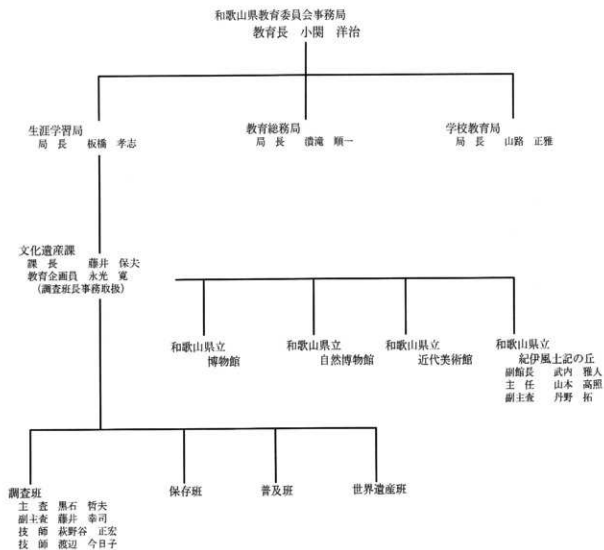 和歌山県教育委員会事務局
教育長 小関 洋治
生涯学習局
局 長 板橋 孝志
教育総務局
局 長 濱滝 順一
学校教育局
局 長 山路 正雅
文化遺産課
課 長 藤井 保夫
教育企画員 永光 寛
(調査班長事務取扱)
和歌山県立
博物館
和歌山県立
自然博物館
和歌山県立
近代美術館
和歌山県立
紀伊風土記の丘
副館長 武内 雅人
主 任 山本 高照
副主査 丹野 拓
調査班
主 査 黒石 哲夫
副主査 藤井 幸司
技 師 萩野谷 正宏
技 師 渡辺 今日子
保存班
普及班
世界遺産班